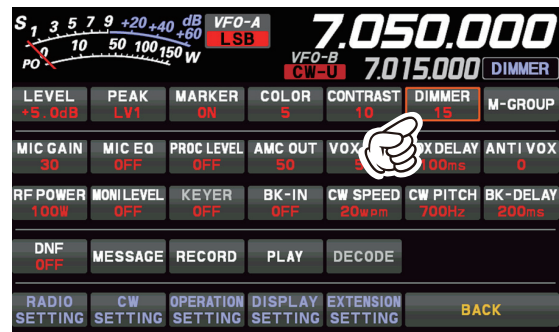 S 1 3 5 7 9 +20 +40 +60 dB
PO 10 50 100 150 W
VFO-A
LSB
7.050.000
VFO-B
CW-U
7.015.000
DIMMER
LEVEL PEAK MARKER COLOR CONTRAST DIMMER M-GROUP
+5.0dB LV1 ON 5 10 15
MIC GAIN MIC EQ PROC LEVEL AMC OUT VOX DELAY ANTI VOX
30 OFF OFF 50 100ms 0
RF POWER MONI LEVEL KEYER BK-IN CW SPEED CW PITCH BK-DELAY
100W OFF OFF OFF 20wpm 700Hz 200ms
DNF MESSAGE RECORD PLAY DECODE
OFF
RADIO CW OPERATION DISPLAY EXTENSION BACK
SETTING SETTING SETTING SETTING SETTING